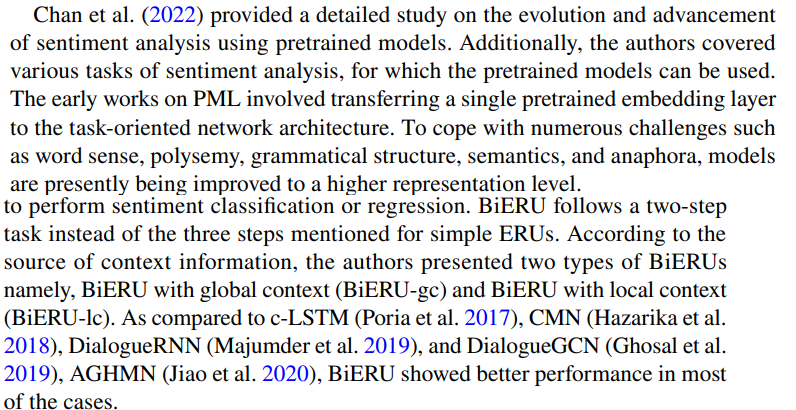 Chan et al. (2022) provided a detailed study on the evolution and advancement
of sentiment analysis using pretrained models. Additionally, the authors covered
various tasks of sentiment analysis, for which the pretrained models can be used.
The early works on PML involved transferring a single pretrained embedding layer
to the task-oriented network architecture. To cope with numerous challenges such
as word sense, polysemy, grammatical structure, semantics, and anaphora, models
are presently being improved to a higher representation level.
to perform sentiment classification or regression. BiERU follows a two-step
task instead of the three steps mentioned for simple ERUs. According to the
source of context information, the authors presented two types of BiERUs
namely, BiERU with global context (BiERU-gc) and BiERU with local context
(BiERU-lc). As compared to c-LSTM (Poria et al. 2017), CMN (Hazarika et al.
2018), DialogueRNN (Majumder et al. 2019), and DialogueGCN (Ghosal et al.
2019), AGHMN (Jiao et al. 2020), BiERU showed better performance in most
of the cases.